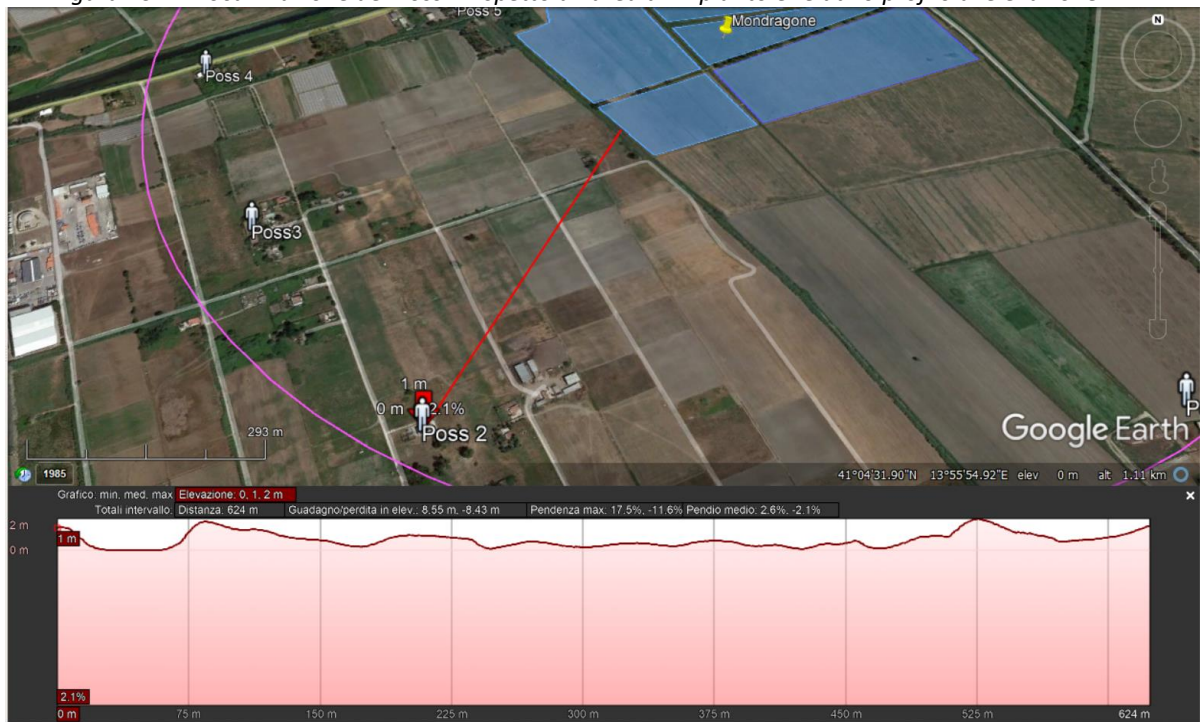 Mondragone
N
Poss 5
Poss 4
Poss3
1 m
0 m 2.1%
Poss 2
293 m
P
Google Earth
1985
41°04'31.90"N 13°55'54.92"E elev 0 m alt 1.11 km
Grafico: min. med. max Elevazione: 0, 1, 2 m
Totali intervallo: Distanza: 624 m Guadagno/perdita in elev.: 8.55 m, -8.43 m Pendenza max: 17.5%, -11.6% Pendio medio: 2.6%, -2.1%
2 m
1 m
0 m
2.1%
0 m 75 m 150 m 225 m 300 m 375 m 450 m 525 m 624 m